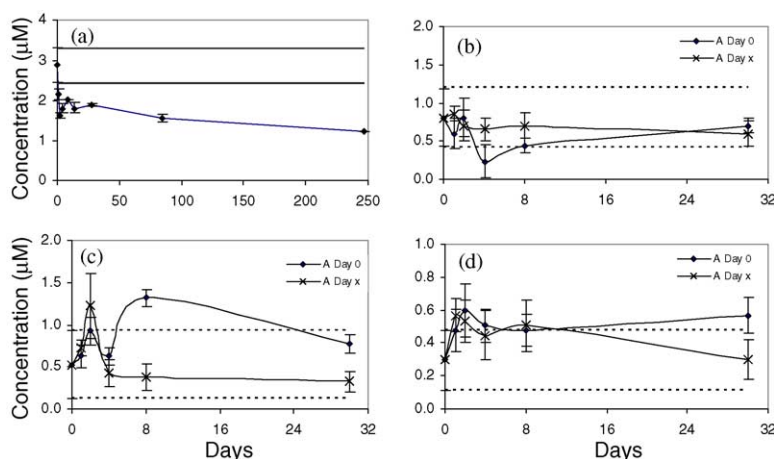 (a)
Concentration (μM)
4
3
2
1
0
0 50 100 150 200 250
(b)
A Day 0
A Day x
2.0
1.5
1.0
0.5
0.0
0 8 16 24 32
(c)
A Day 0
A Day x
Concentration (μM)
2.0
1.5
1.0
0.5
0.0
0 8 16 24 32
Days
(d)
A Day 0
A Day x
1.0
0.8
0.6
0.4
0.2
0.0
0 8 16 24 32
Days